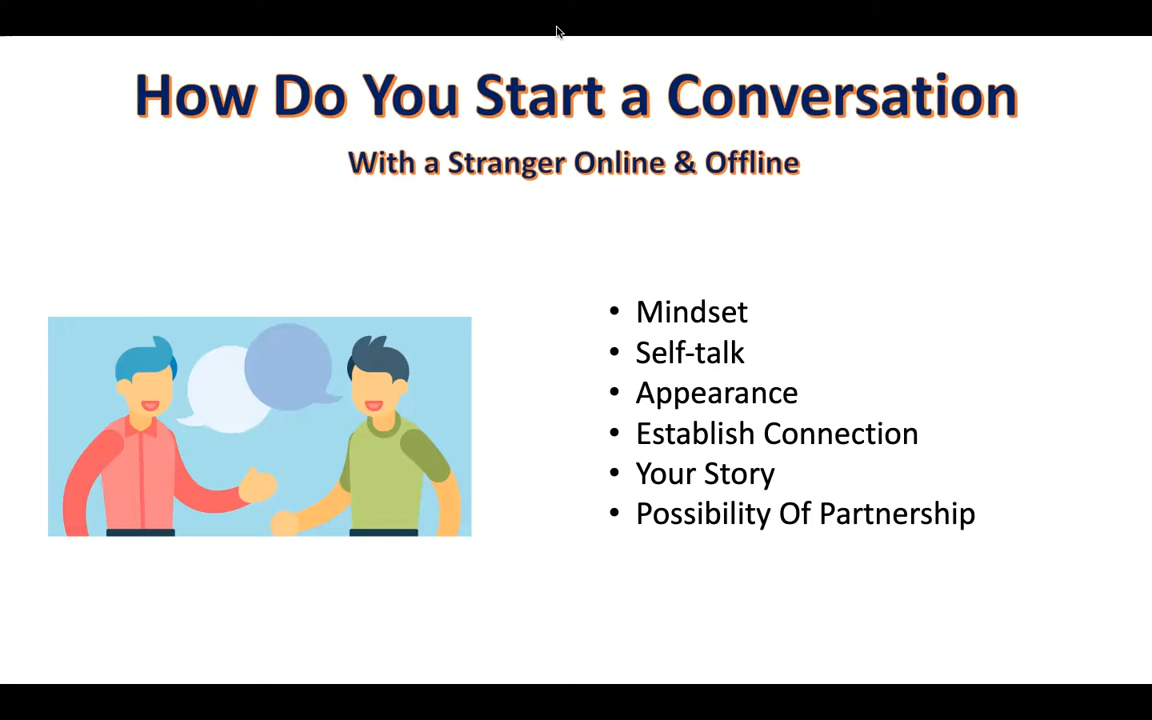 How Do You Start a Conversation
With a Stranger Online & Offline
• Mindset
• Self-talk
• Appearance
• Establish Connection
• Your Story
• Possibility Of Partnership